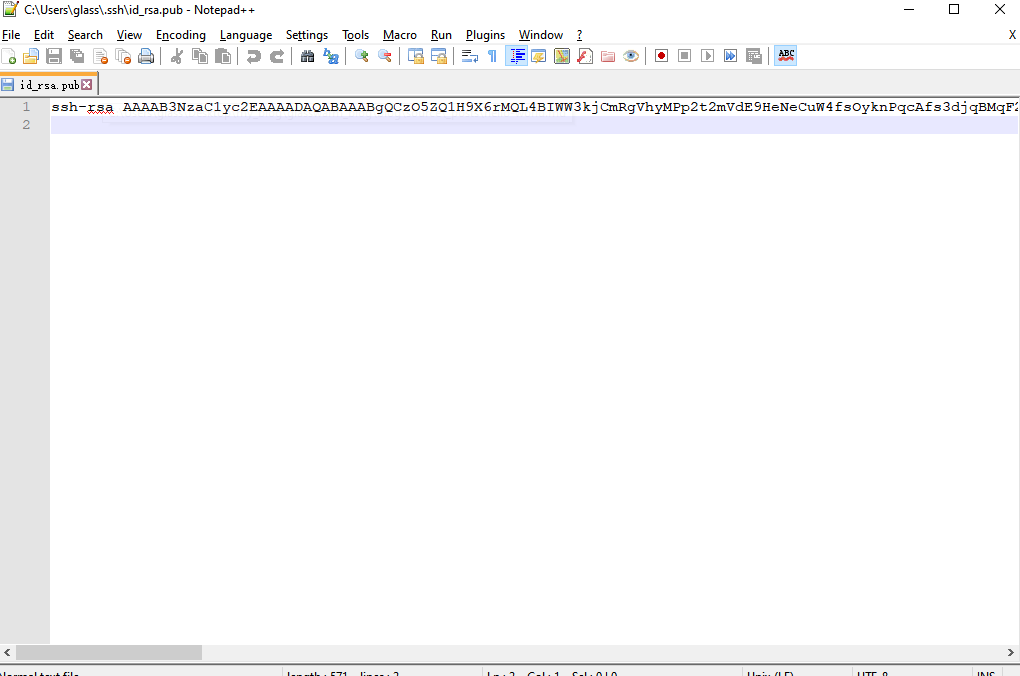 C:\Users\glass\.ssh\id_rsa.pub - Notepad++
File Edit Search View Encoding Language Settings Tools Macro Run Plugins Window ? X
ABC
id_rsa.pub
1 ssh-rsa AAAAB3NzaC1yc2EAAAADAQABAAABgQCzO5ZQ1H9X6rMQL4BIWW3kjCmRgVhyMPp2t2mVdE9HeNeCuW4fsOyknPqcAfs3djqBMqF2
2
Normal text file length : 571 lines : 2 Ln : 2 Col : 1 Sel : 0 | 0 Unix (LF) UTF-8 INS